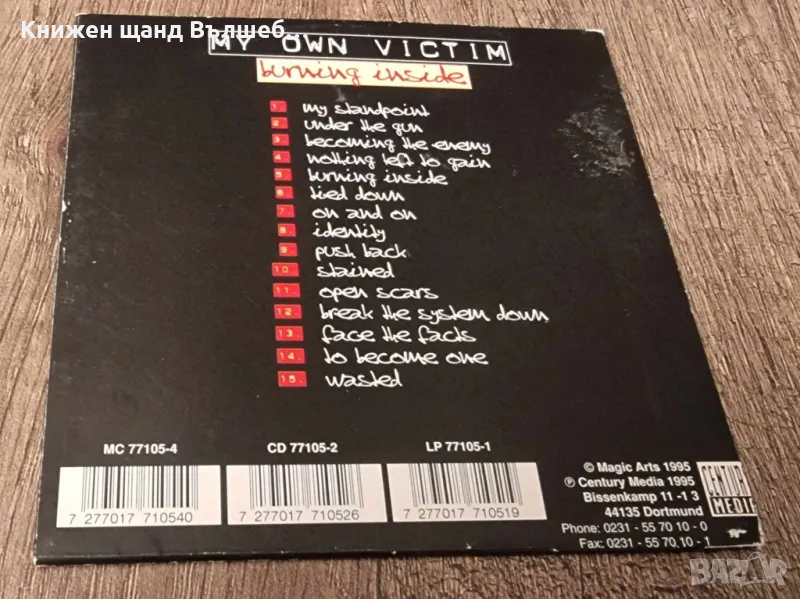 Книжен щанд Вълшеб...
MY OWN VICTIM
burning inside
1. my standpoint
2. under the gun
3. becoming the enemy
4. nothing left to gain
5. burning inside
6. tied down
7. on and on
8. identity
9. push back
10. stained
11. open scars
12. break the system down
13. face the facts
14. to become one
15. wasted
MC 77105-4
CD 77105-2
LP 77105-1
7 277017 710540
7 277017 710526
7 277017 710519
© Magic Arts 1995
℗ Century Media 1995
Bissenkamp 11 -1 3
44135 Dortmund
Phone: 0231 - 55 70 10 - 0
Fax: 0231 - 55 70 10 - 1
CENTURY
MEDIA
BAZAR